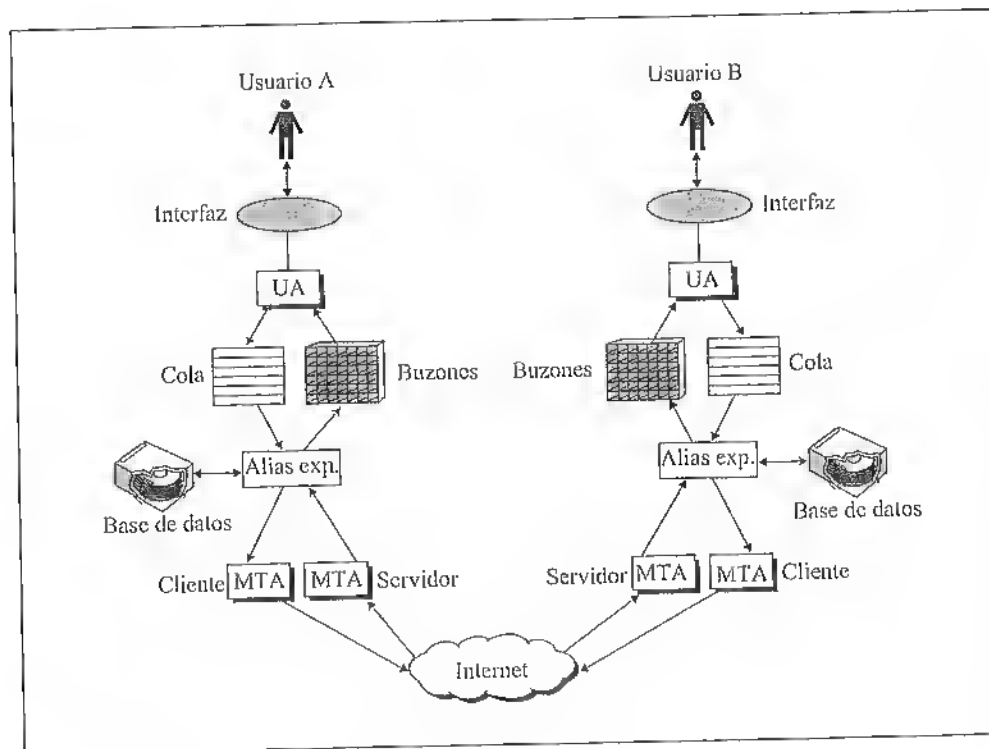 Usuario A
Usuario B
Interfaz
Interfaz
UA
UA
Cola
Buzones
Buzones
Cola
Alias exp.
Alias exp.
Base de datos
Base de datos
Cliente
MTA
MTA
Servidor
Servidor
MTA
MTA
Cliente
Internet